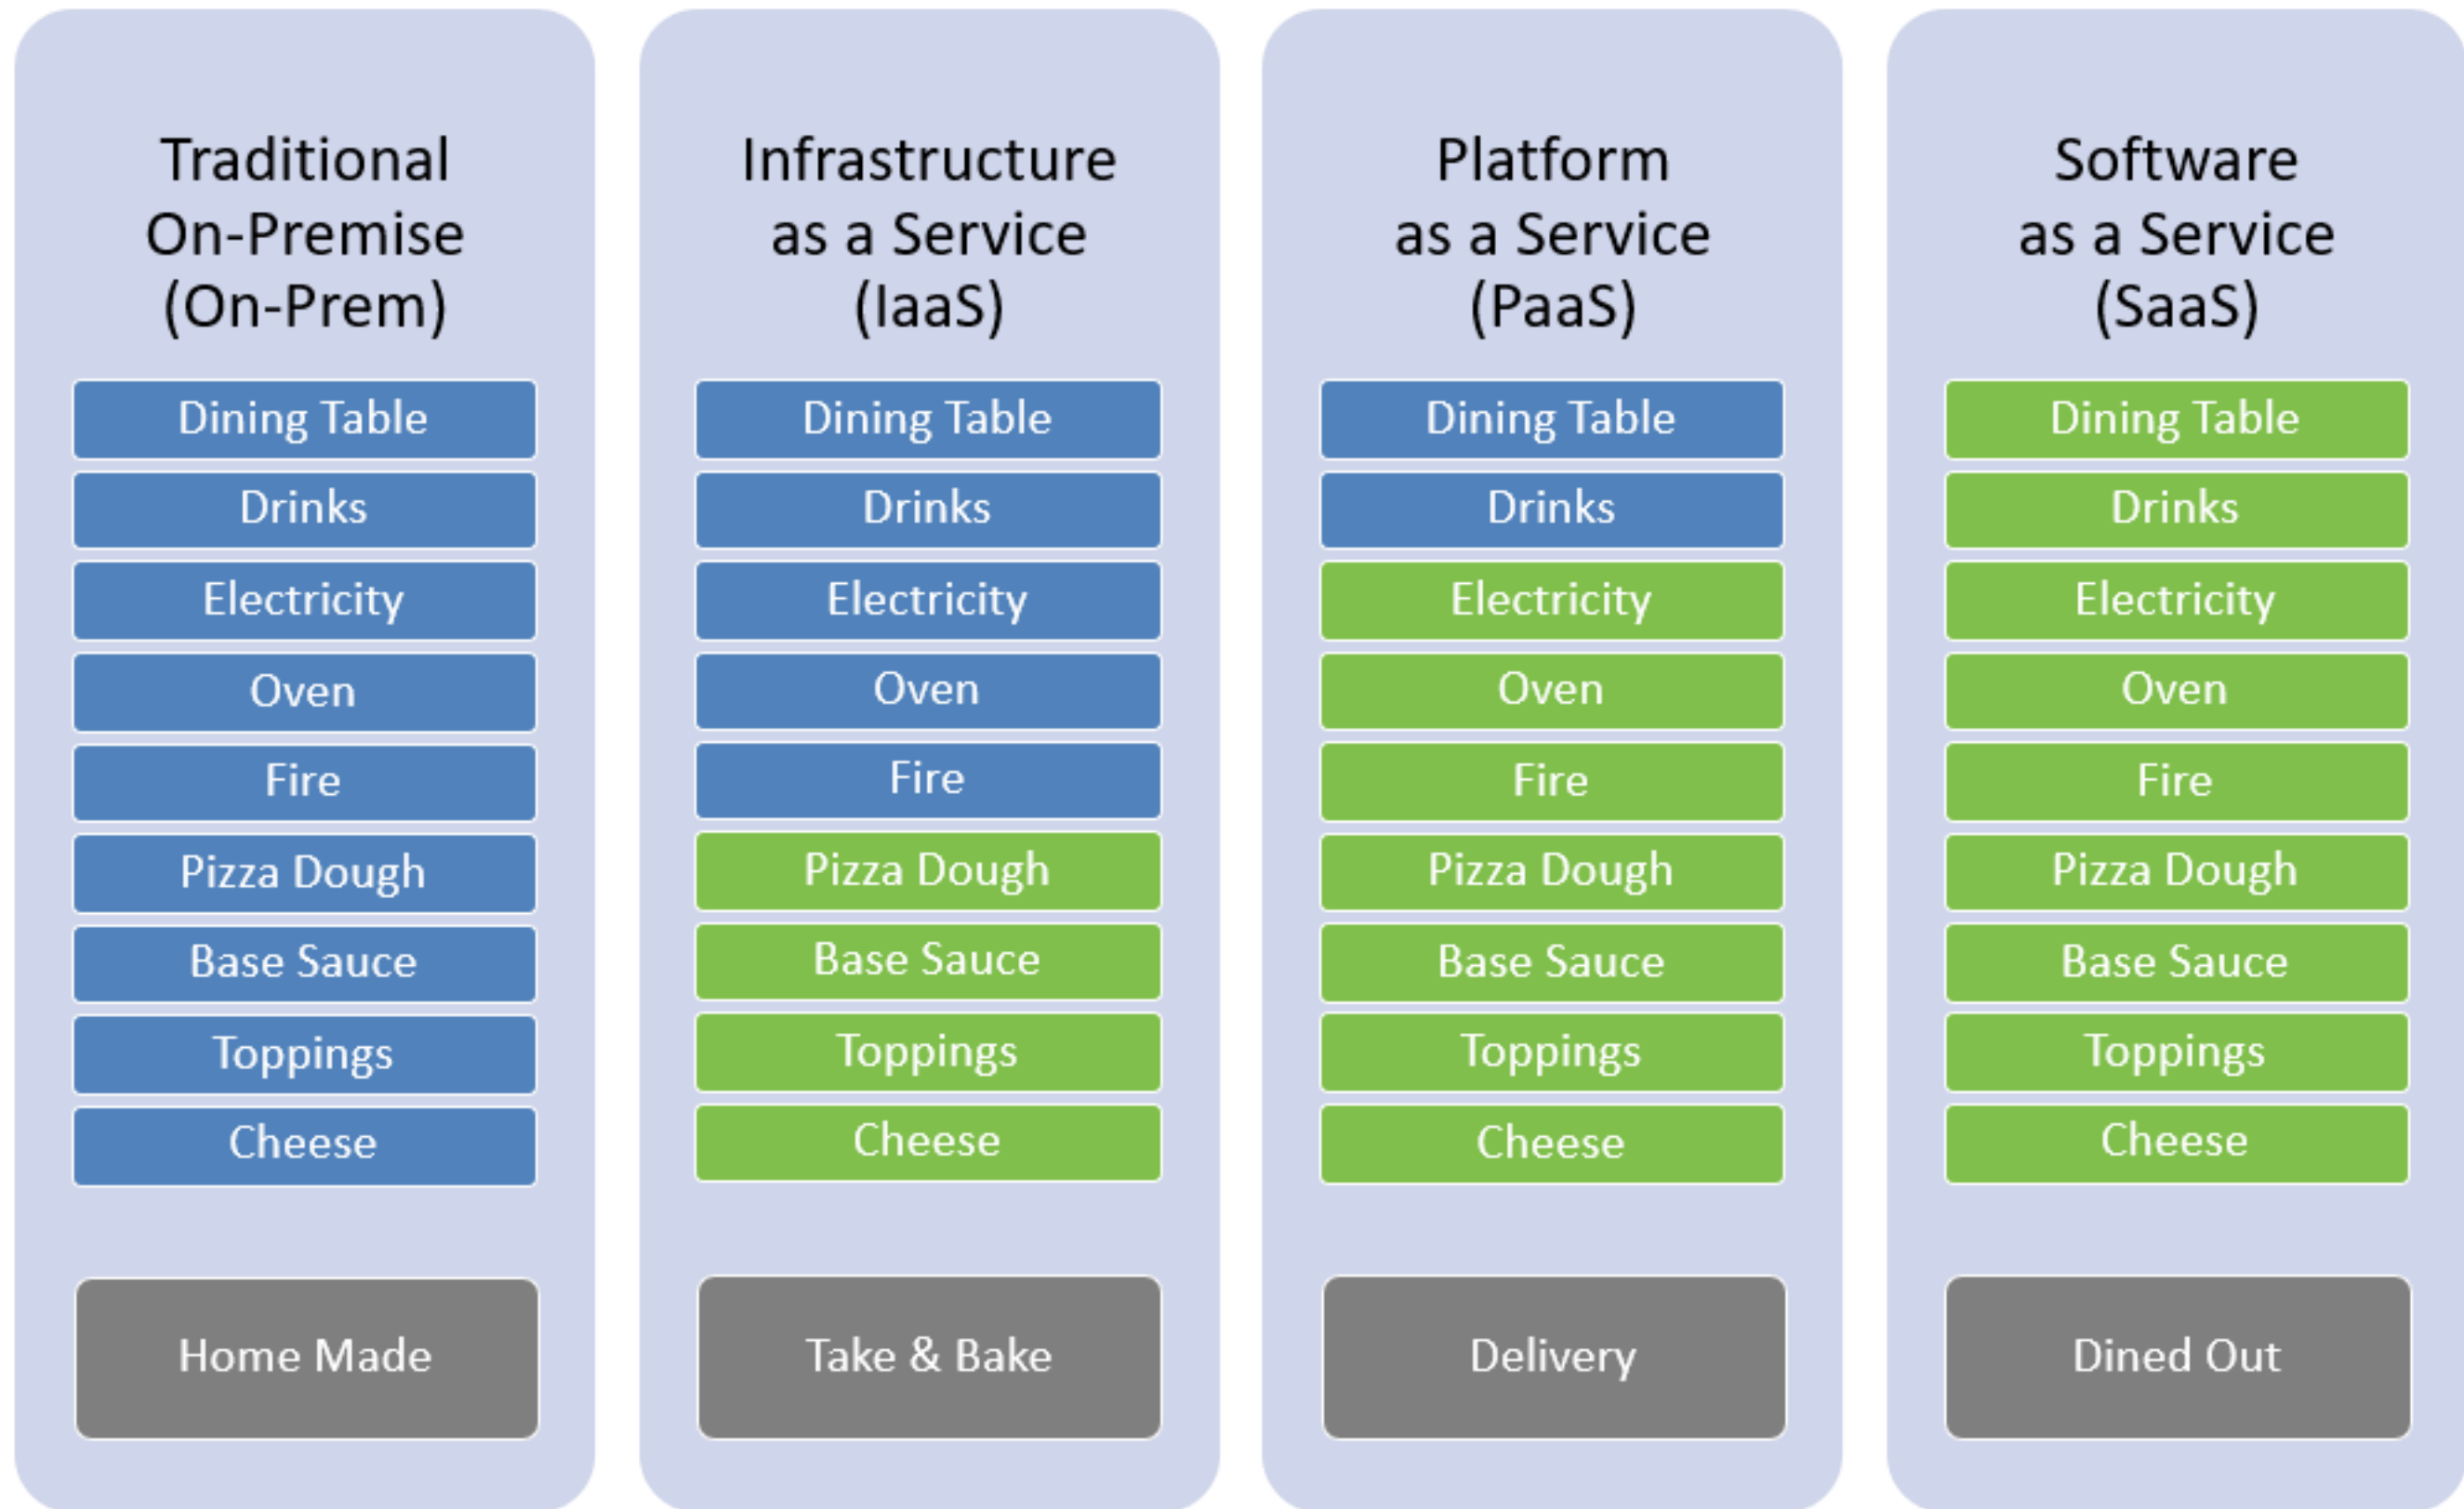 Traditional
On-Premise
(On-Prem)
Dining Table
Drinks
Electricity
Oven
Fire
Pizza Dough
Base Sauce
Toppings
Cheese
Home Made
Infrastructure
as a Service
(IaaS)
Dining Table
Drinks
Electricity
Oven
Fire
Pizza Dough
Base Sauce
Toppings
Cheese
Take & Bake
Platform
as a Service
(PaaS)
Dining Table
Drinks
Electricity
Oven
Fire
Pizza Dough
Base Sauce
Toppings
Cheese
Delivery
Software
as a Service
(SaaS)
Dining Table
Drinks
Electricity
Oven
Fire
Pizza Dough
Base Sauce
Toppings
Cheese
Dined Out